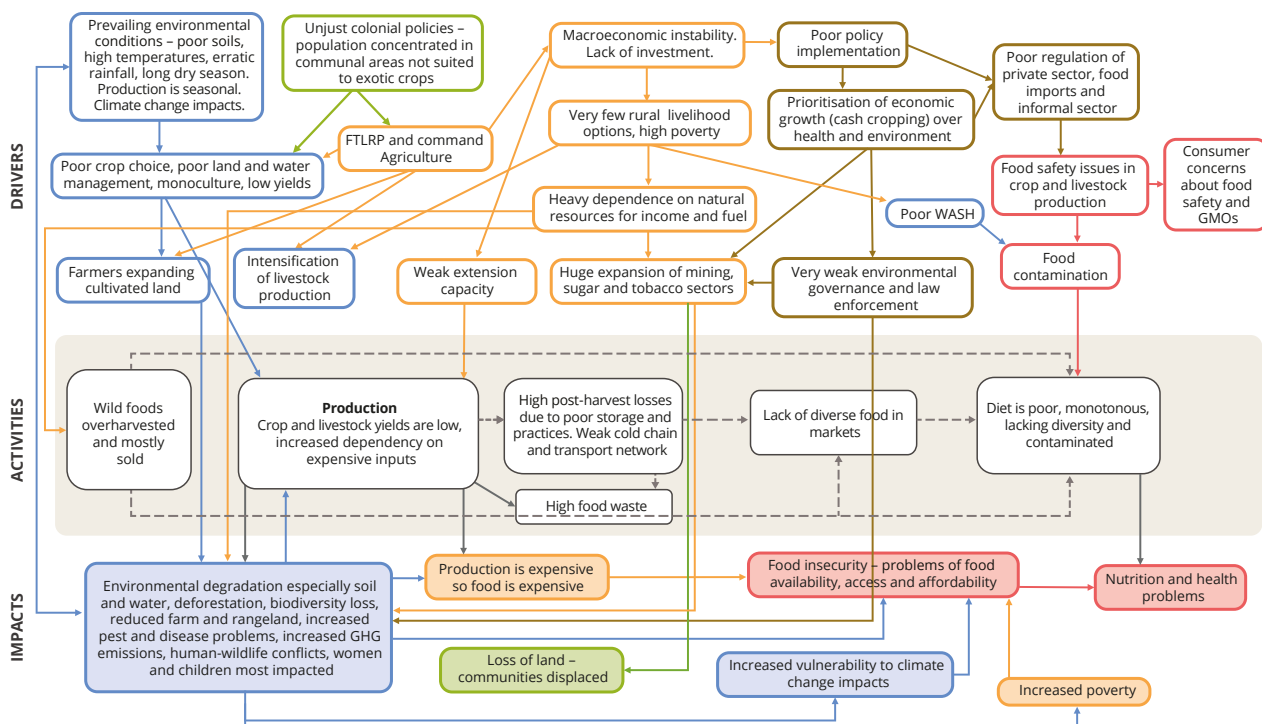 DRIVERS
Prevailing environmental
conditions – poor soils,
high temperatures, erratic
rainfall, long dry season.
Production is seasonal.
Climate change impacts.
Unjust colonial policies –
population concentrated in
communal areas not suited
to exotic crops
Macroeconomic instability.
Lack of investment.
Poor policy
implementation
Poor regulation of
private sector, food
imports and
informal sector
Prioritisation of economic
growth (cash cropping) over
health and environment
Very few rural livelihood
options, high poverty
FTLRP and command
Agriculture
Poor crop choice, poor land and water
management, monoculture, low yields
Food safety issues in
crop and livestock
production
Consumer
concerns
about food
safety and
GMOs
Heavy dependence on natural
resources for income and fuel
Poor WASH
Farmers expanding
cultivated land
Intensification
of livestock
production
Weak extension
capacity
Huge expansion of mining,
sugar and tobacco sectors
Very weak environmental
governance and law
enforcement
Food
contamination
ACTIVITIES
Wild foods
overharvested
and mostly
sold
Production
Crop and livestock yields are low,
increased dependency on
expensive inputs
High post-harvest losses
due to poor storage and
practices. Weak cold chain
and transport network
Lack of diverse food in
markets
Diet is poor, monotonous,
lacking diversity and
contaminated
High food waste
IMPACTS
Environmental degradation especially soil
and water, deforestation, biodiversity loss,
reduced farm and rangeland, increased
pest and disease problems, increased GHG
emissions, human-wildlife conflicts, women
and children most impacted
Production is expensive
so food is expensive
Food insecurity – problems of food
availability, access and affordability
Nutrition and health
problems
Loss of land –
communities displaced
Increased vulnerability to climate
change impacts
Increased poverty